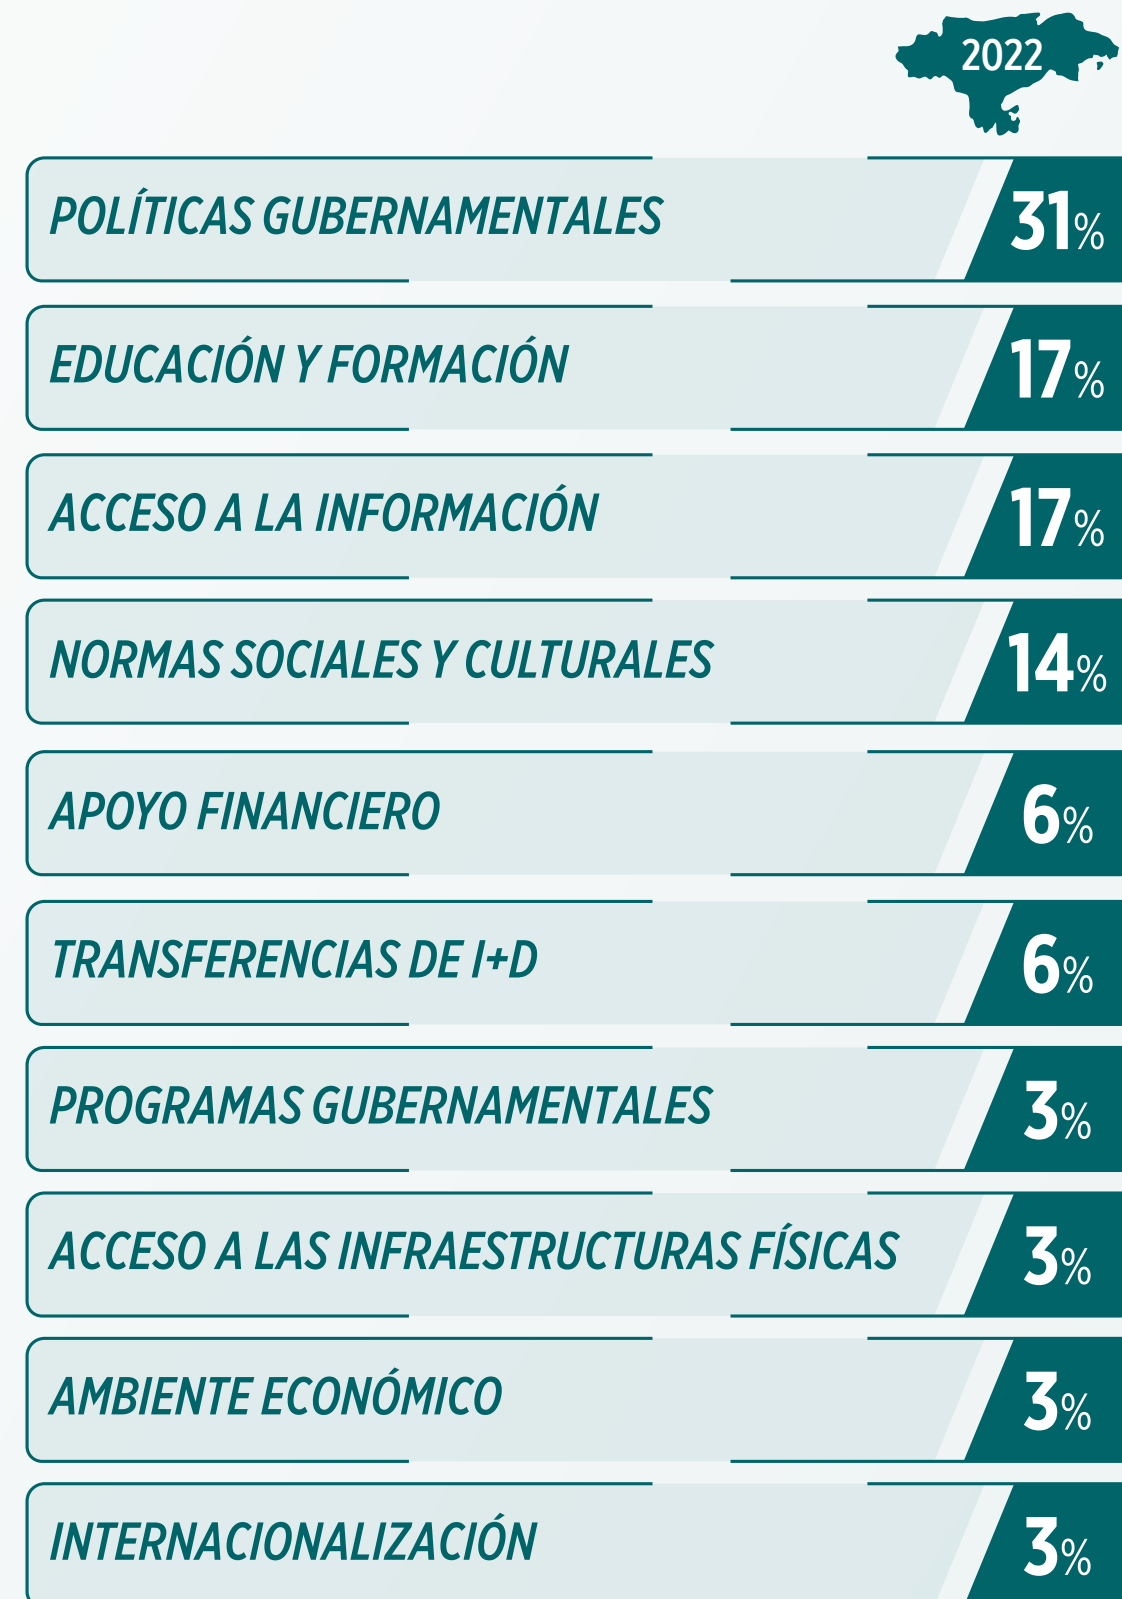 2022
POLÍTICAS GUBERNAMENTALES 31%
EDUCACIÓN Y FORMACIÓN 17%
ACCESO A LA INFORMACIÓN 17%
NORMAS SOCIALES Y CULTURALES 14%
APOYO FINANCIERO 6%
TRANSFERENCIAS DE I+D 6%
PROGRAMAS GUBERNAMENTALES 3%
ACCESO A LAS INFRAESTRUCTURAS FÍSICAS 3%
AMBIENTE ECONÓMICO 3%
INTERNACIONALIZACIÓN 3%